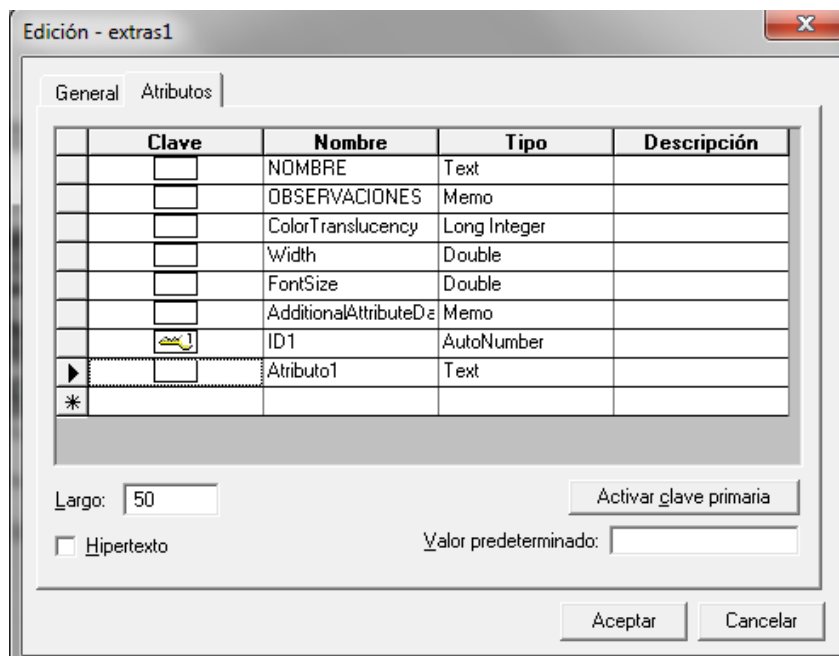 Edición - extras1
General Atributos
Clave Nombre Tipo Descripción
NOMBRE Text
OBSERVACIONES Memo
ColorTranslucency Long Integer
Width Double
FontSize Double
AdditionalAttributeDa Memo
ID1 AutoNumber
Atributo1 Text
Largo: 50 Activar clave primaria
Hipertexto Valor predeterminado:
Aceptar Cancelar